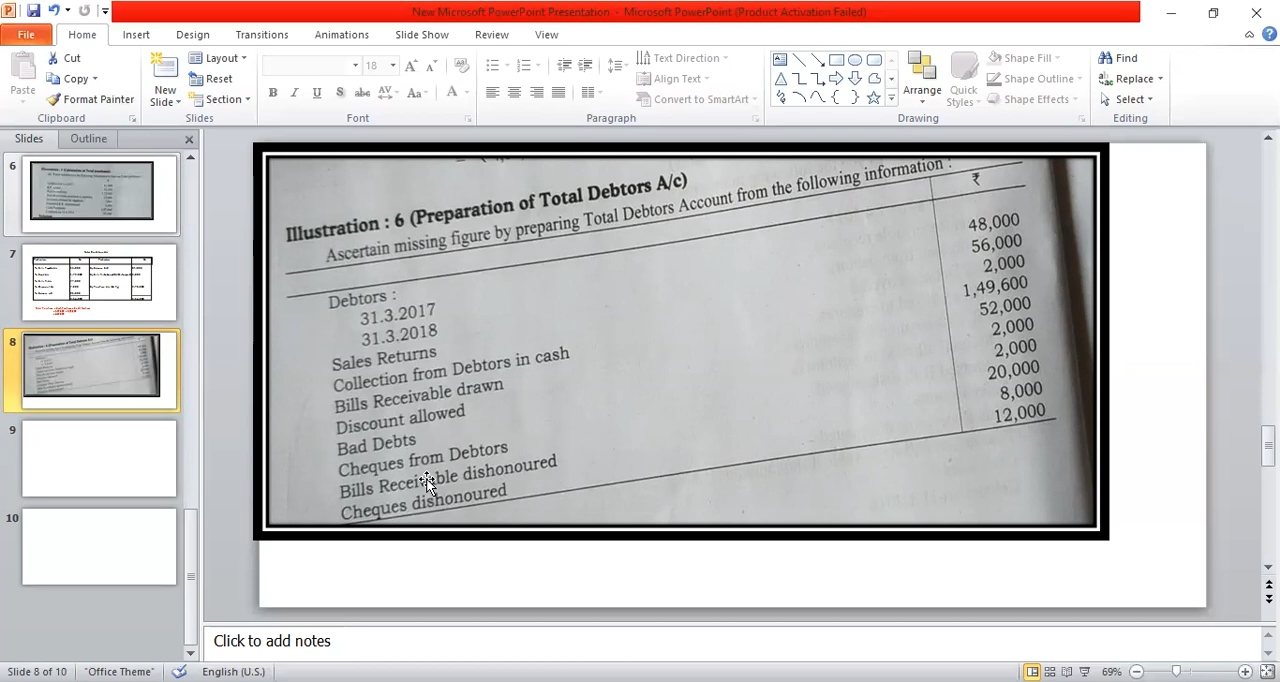 New Microsoft PowerPoint Presentation - Microsoft PowerPoint (Product Activation Failed)
File Home Insert Design Transitions Animations Slide Show Review View
Paste
Cut
Copy
Format Painter
Clipboard
New
Slide
Layout
Reset
Section
Slides
18
Font
Text Direction
Align Text
Convert to SmartArt
Paragraph
Arrange
Quick
Styles
Shape Fill
Shape Outline
Shape Effects
Drawing
Find
Replace
Select
Editing
Slides Outline
6
7
8
9
10
Illustration : 6 (Preparation of Total Debtors A/c)
Ascertain missing figure by preparing Total Debtors Account from the following information :
₹
Debtors :
31.3.2017 48,000
31.3.2018 56,000
Sales Returns 2,000
Collection from Debtors in cash 1,49,600
Bills Receivable drawn 52,000
Discount allowed 2,000
Bad Debts 2,000
Cheques from Debtors 20,000
Bills Receivable dishonoured 8,000
Cheques dishonoured 12,000
Click to add notes
Slide 8 of 10 "Office Theme" English (U.S.) 69%